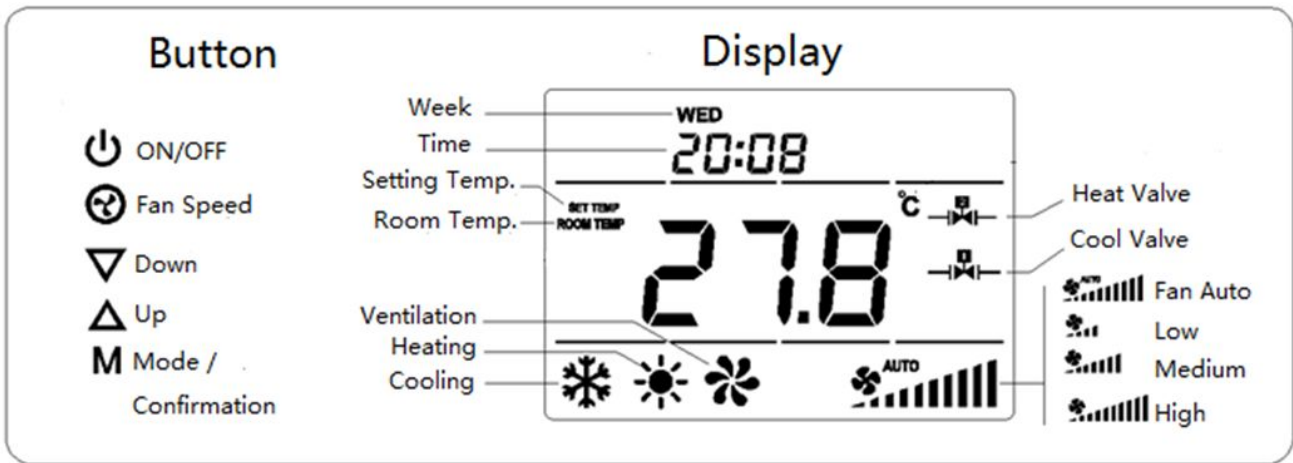 Button
Display
ON/OFF
Fan Speed
Down
Up
M Mode /
Confirmation
Week
Time
Setting Temp.
Room Temp.
Ventilation
Heating
Cooling
WED
20:08
SET TEMP
ROOM TEMP
27.8
°C
2
1
AUTO
Heat Valve
Cool Valve
AUTO
Fan Auto
Low
Medium
High